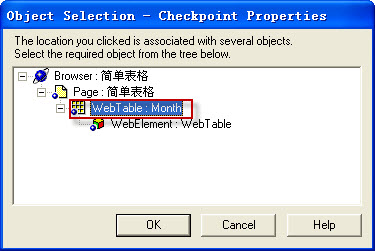 Object Selection - Checkpoint Properties
The location you clicked is associated with several objects.
Select the required object from the tree below.
Browser : 简单表格
Page : 简单表格
WebTable : Month
WebElement : WebTable
OK Cancel Help